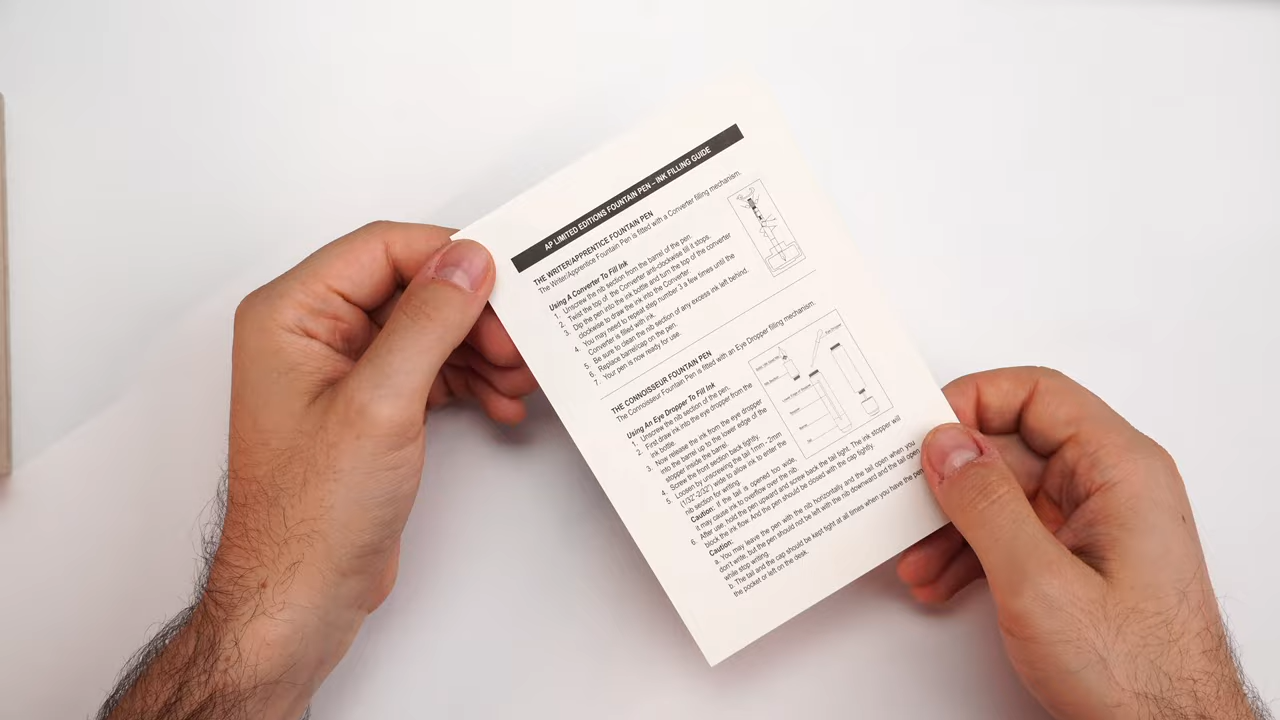 AP LIMITED EDITIONS FOUNTAIN PEN – INK FILLING GUIDE
THE WRITER/APPRENTICE FOUNTAIN PEN
The Writer/Apprentice Fountain Pen is fitted with a Converter filling mechanism.
Using A Converter To Fill Ink
1. Unscrew the nib section from the barrel of the pen.
2. Twist the top of the Converter anti-clockwise till it stops.
3. Dip the pen into the ink bottle and turn the top of the converter
clockwise to draw the ink into the Converter.
4. You may need to repeat step number 3 a few times until the
Converter is filled with ink.
5. Be sure to clean the nib section of any excess ink left behind.
6. Replace barrel/cap on the pen.
7. Your pen is now ready for use.
THE CONNOISSEUR FOUNTAIN PEN
The Connoisseur Fountain Pen is fitted with an Eye Dropper filling mechanism.
Using An Eye Dropper To Fill Ink
1. Unscrew the nib section of the pen.
2. First draw ink into the eye dropper from the
ink bottle.
3. Now release the ink from the eye dropper
into the barrel up to the lower edge of the
stopper inside the barrel.
4. Screw the front section back tightly.
5. Loosen by unscrewing the tail 1mm - 2mm
(1/32"-2/32") wide to allow ink to enter the
nib section for writing.
Caution: if the tail is opened too wide,
it may cause ink to overflow over the nib
6. After use, hold the pen upward and screw back the tail tight. The ink stopper will
block the ink flow. And the pen should be closed with the cap tightly.
Caution:
a. You may leave the pen with the nib horizontally and the tail open when you
don't write, but the pen should not be left with the nib downward and the tail open
while stop writing.
b. The tail and the cap should be kept tight at all times when you have the pen
the pocket or left on the desk.
Eye Dropper